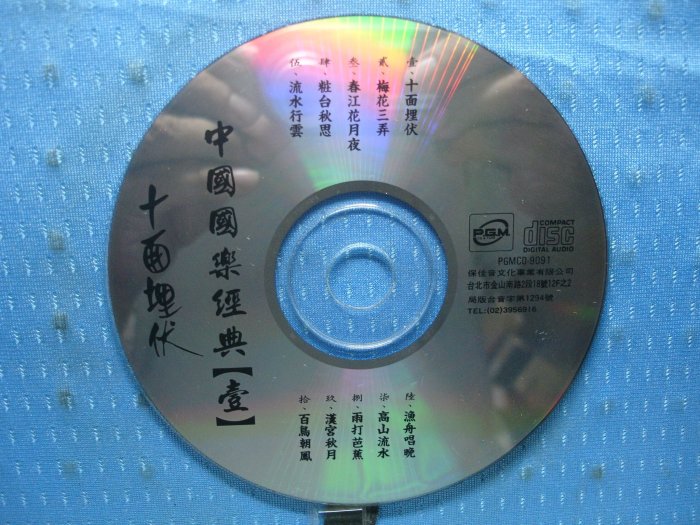 壹、十面埋伏
貳、梅花三弄
叁、春江花月夜
肆、粧台秋思
伍、流水行雲
中國國樂經典【壹】
十面埋伏
P.G.M.
COMPACT
disc
DIGITAL AUDIO
PGMCD-9091
保佳音文化事業有限公司
台北市金山南路2段18號12F之2
局版台音字第1294號
TEL:(02)3956916
陸、漁舟唱晚
柒、高山流水
捌、雨打芭蕉
玖、漢宮秋月
拾、百鳥朝鳳